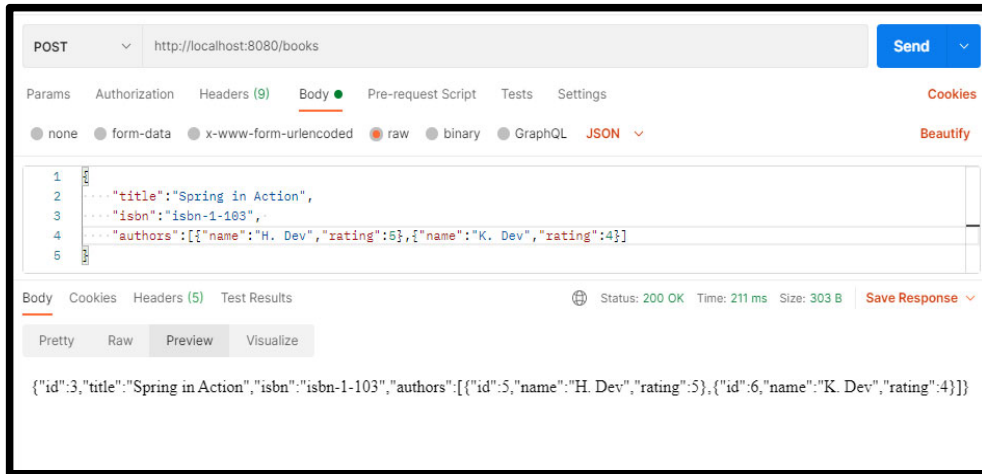 POST http://localhost:8080/books Send
Params Authorization Headers (9) Body Pre-request Script Tests Settings Cookies
none form-data x-www-form-urlencoded raw binary GraphQL JSON Beautify
1 {
2 ····"title":"Spring in Action",
3 ····"isbn":"isbn-1-103",·
4 ····"authors":[{"name":"H. Dev","rating":5},{"name":"K. Dev","rating":4}]
5 }
Body Cookies Headers (5) Test Results Status: 200 OK Time: 211 ms Size: 303 B Save Response
Pretty Raw Preview Visualize
{"id":3,"title":"Spring in Action","isbn":"isbn-1-103","authors":[{"id":5,"name":"H. Dev","rating":5},{"id":6,"name":"K. Dev","rating":4}]}